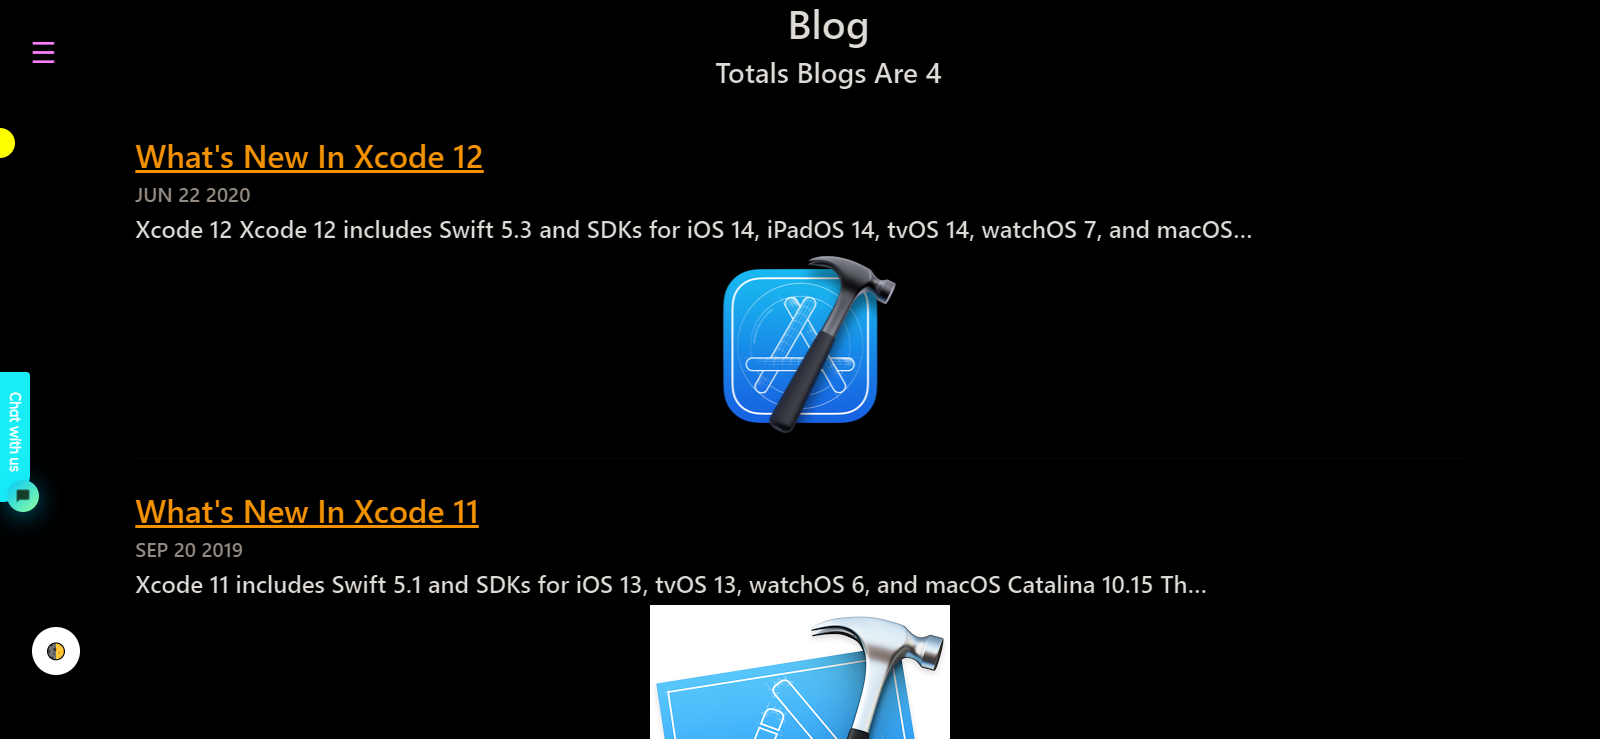 Blog
Totals Blogs Are 4
What's New In Xcode 12
JUN 22 2020
Xcode 12 Xcode 12 includes Swift 5.3 and SDKs for iOS 14, iPadOS 14, tvOS 14, watchOS 7, and macOS...
Chat with us
What's New In Xcode 11
SEP 20 2019
Xcode 11 includes Swift 5.1 and SDKs for iOS 13, tvOS 13, watchOS 6, and macOS Catalina 10.15 Th...